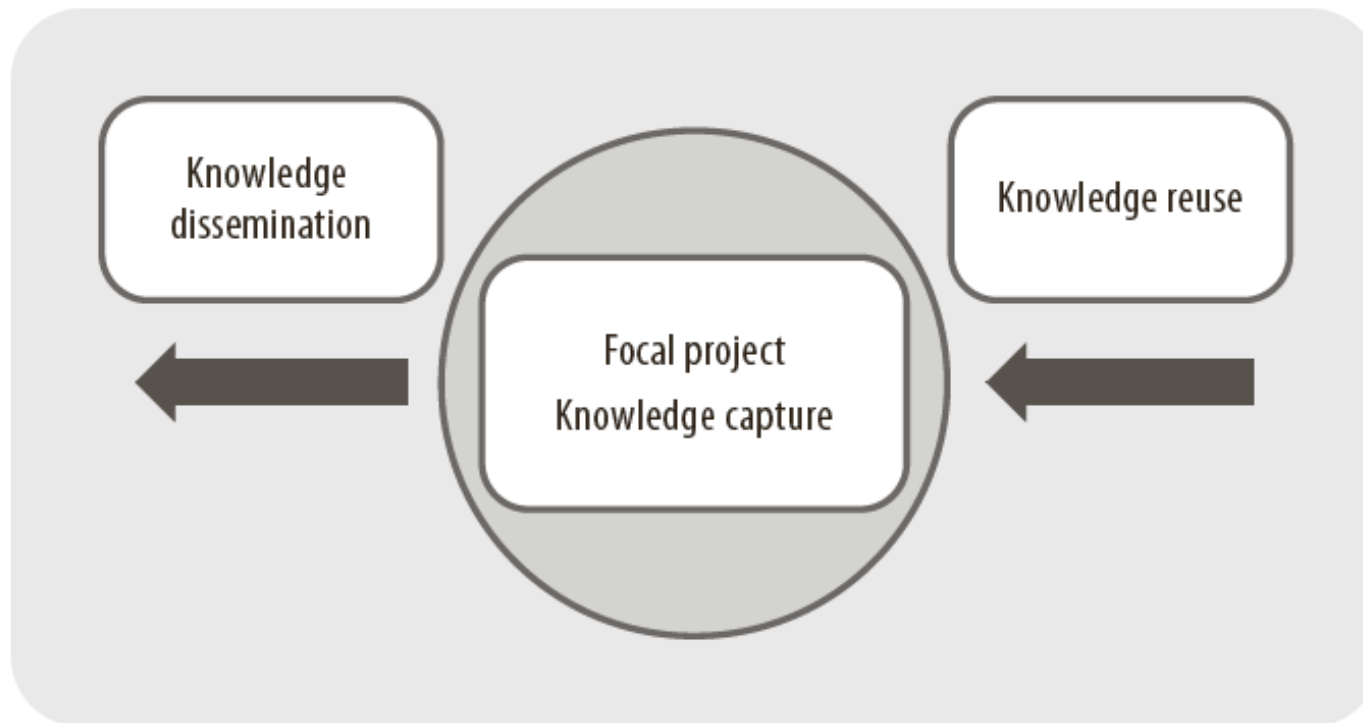 Knowledge
dissemination
Focal project
Knowledge capture
Knowledge reuse